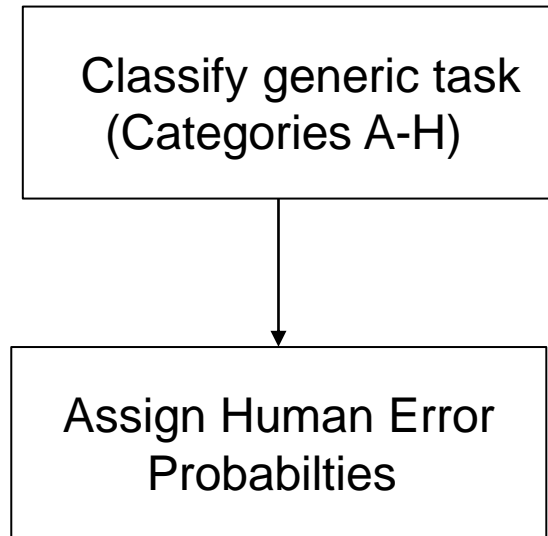 Classify generic task
(Categories A-H)
Assign Human Error
Probabilties